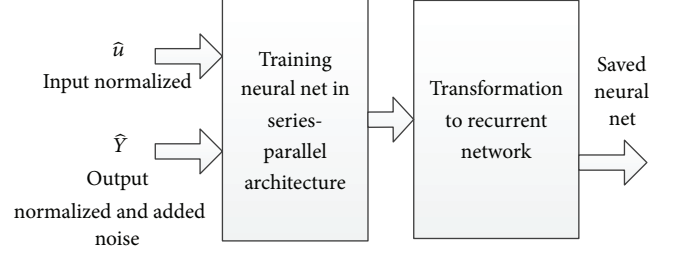 û
Input normalized
Ŷ
Output
normalized and added
noise
Training
neural net in
series-
parallel
architecture
Transformation
to recurrent
network
Saved
neural
net